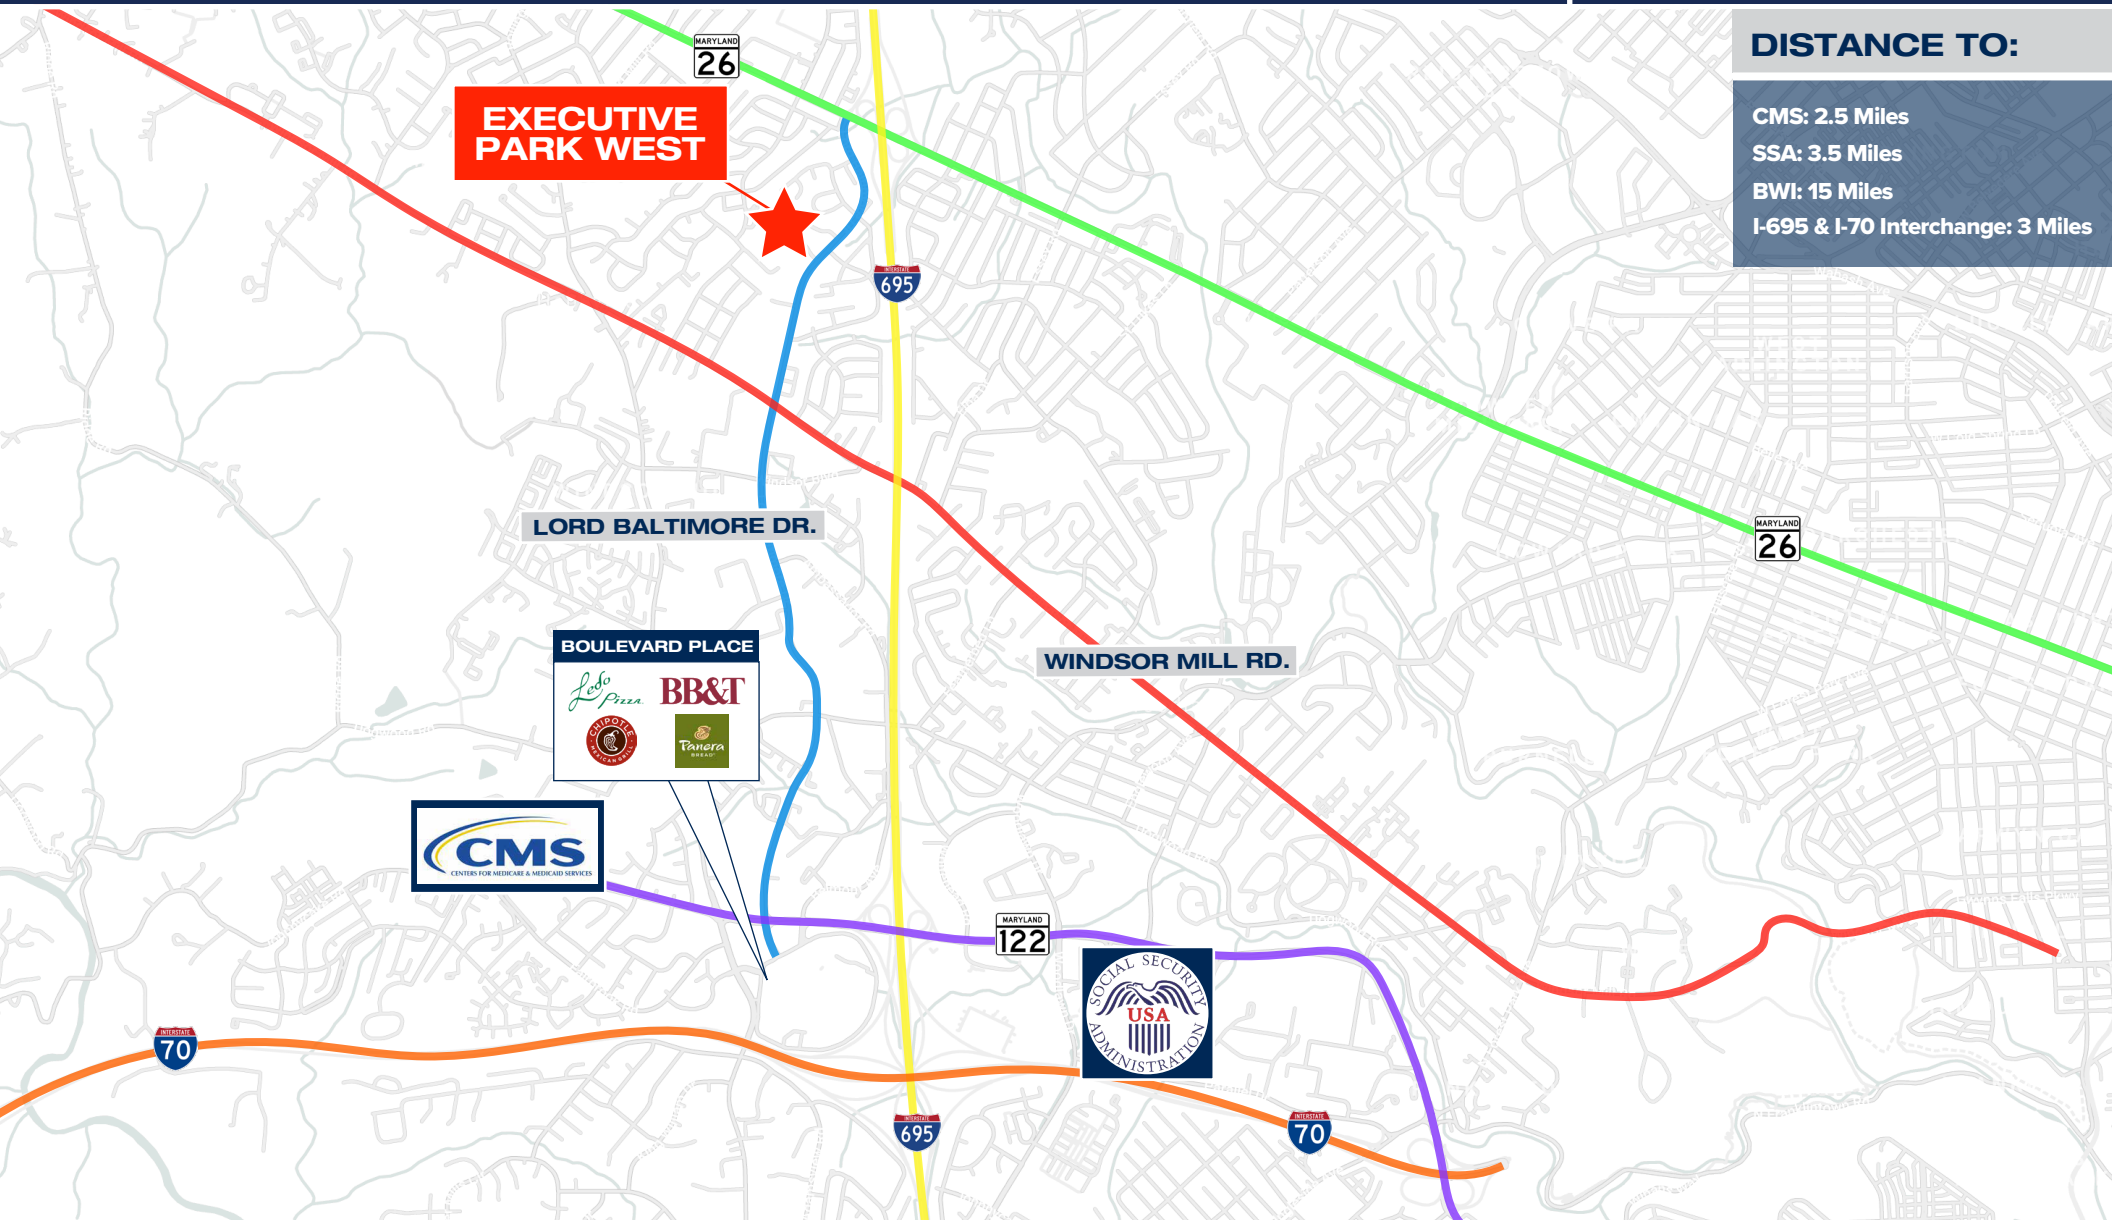 MARYLAND
26
DISTANCE TO:
CMS: 2.5 Miles
SSA: 3.5 Miles
BWI: 15 Miles
I-695 & I-70 Interchange: 3 Miles
EXECUTIVE
PARK WEST
INTERSTATE
695
LORD BALTIMORE DR.
MARYLAND
26
BOULEVARD PLACE
Ledo
Pizza
BB&T
CHIPOTLE
MEXICAN GRILL
Panera
BREAD
WINDSOR MILL RD.
CMS
CENTERS FOR MEDICARE & MEDICAID SERVICES
MARYLAND
122
SOCIAL SECURITY
USA
ADMINISTRATION
INTERSTATE
70
INTERSTATE
695
INTERSTATE
70